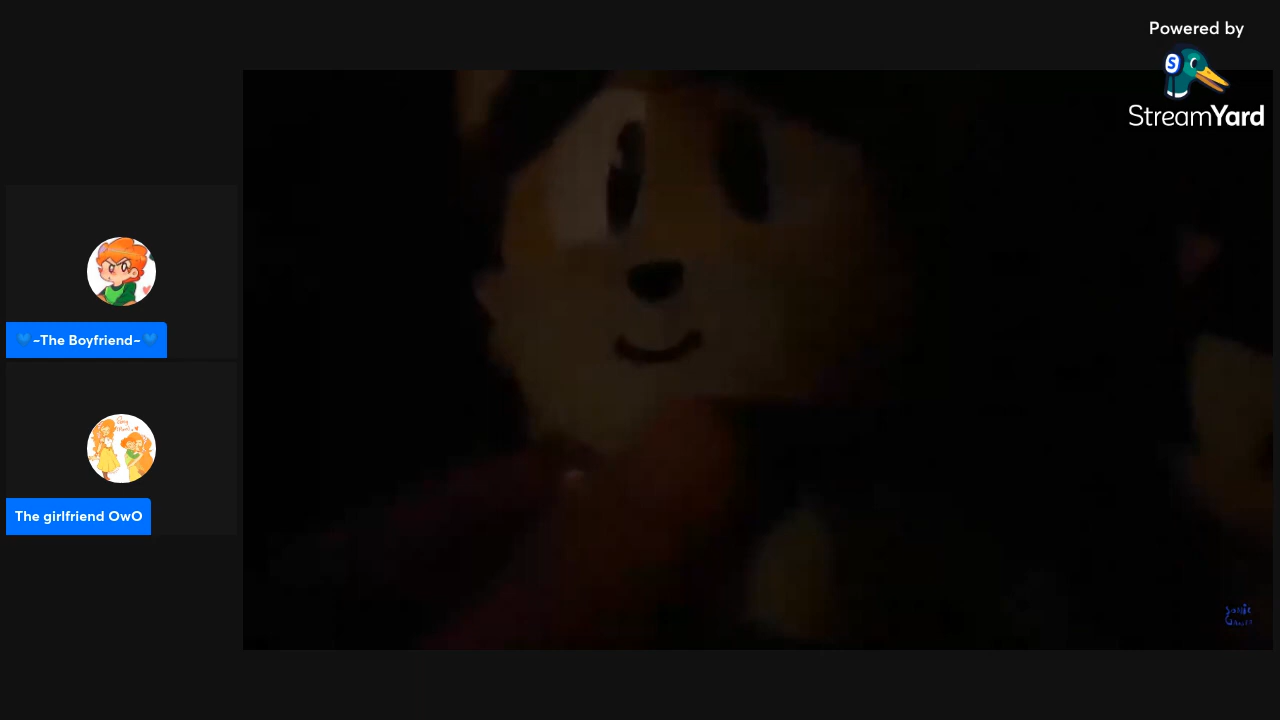 Powered by
S
StreamYard
💙~The Boyfriend~💙
The girlfriend OwO